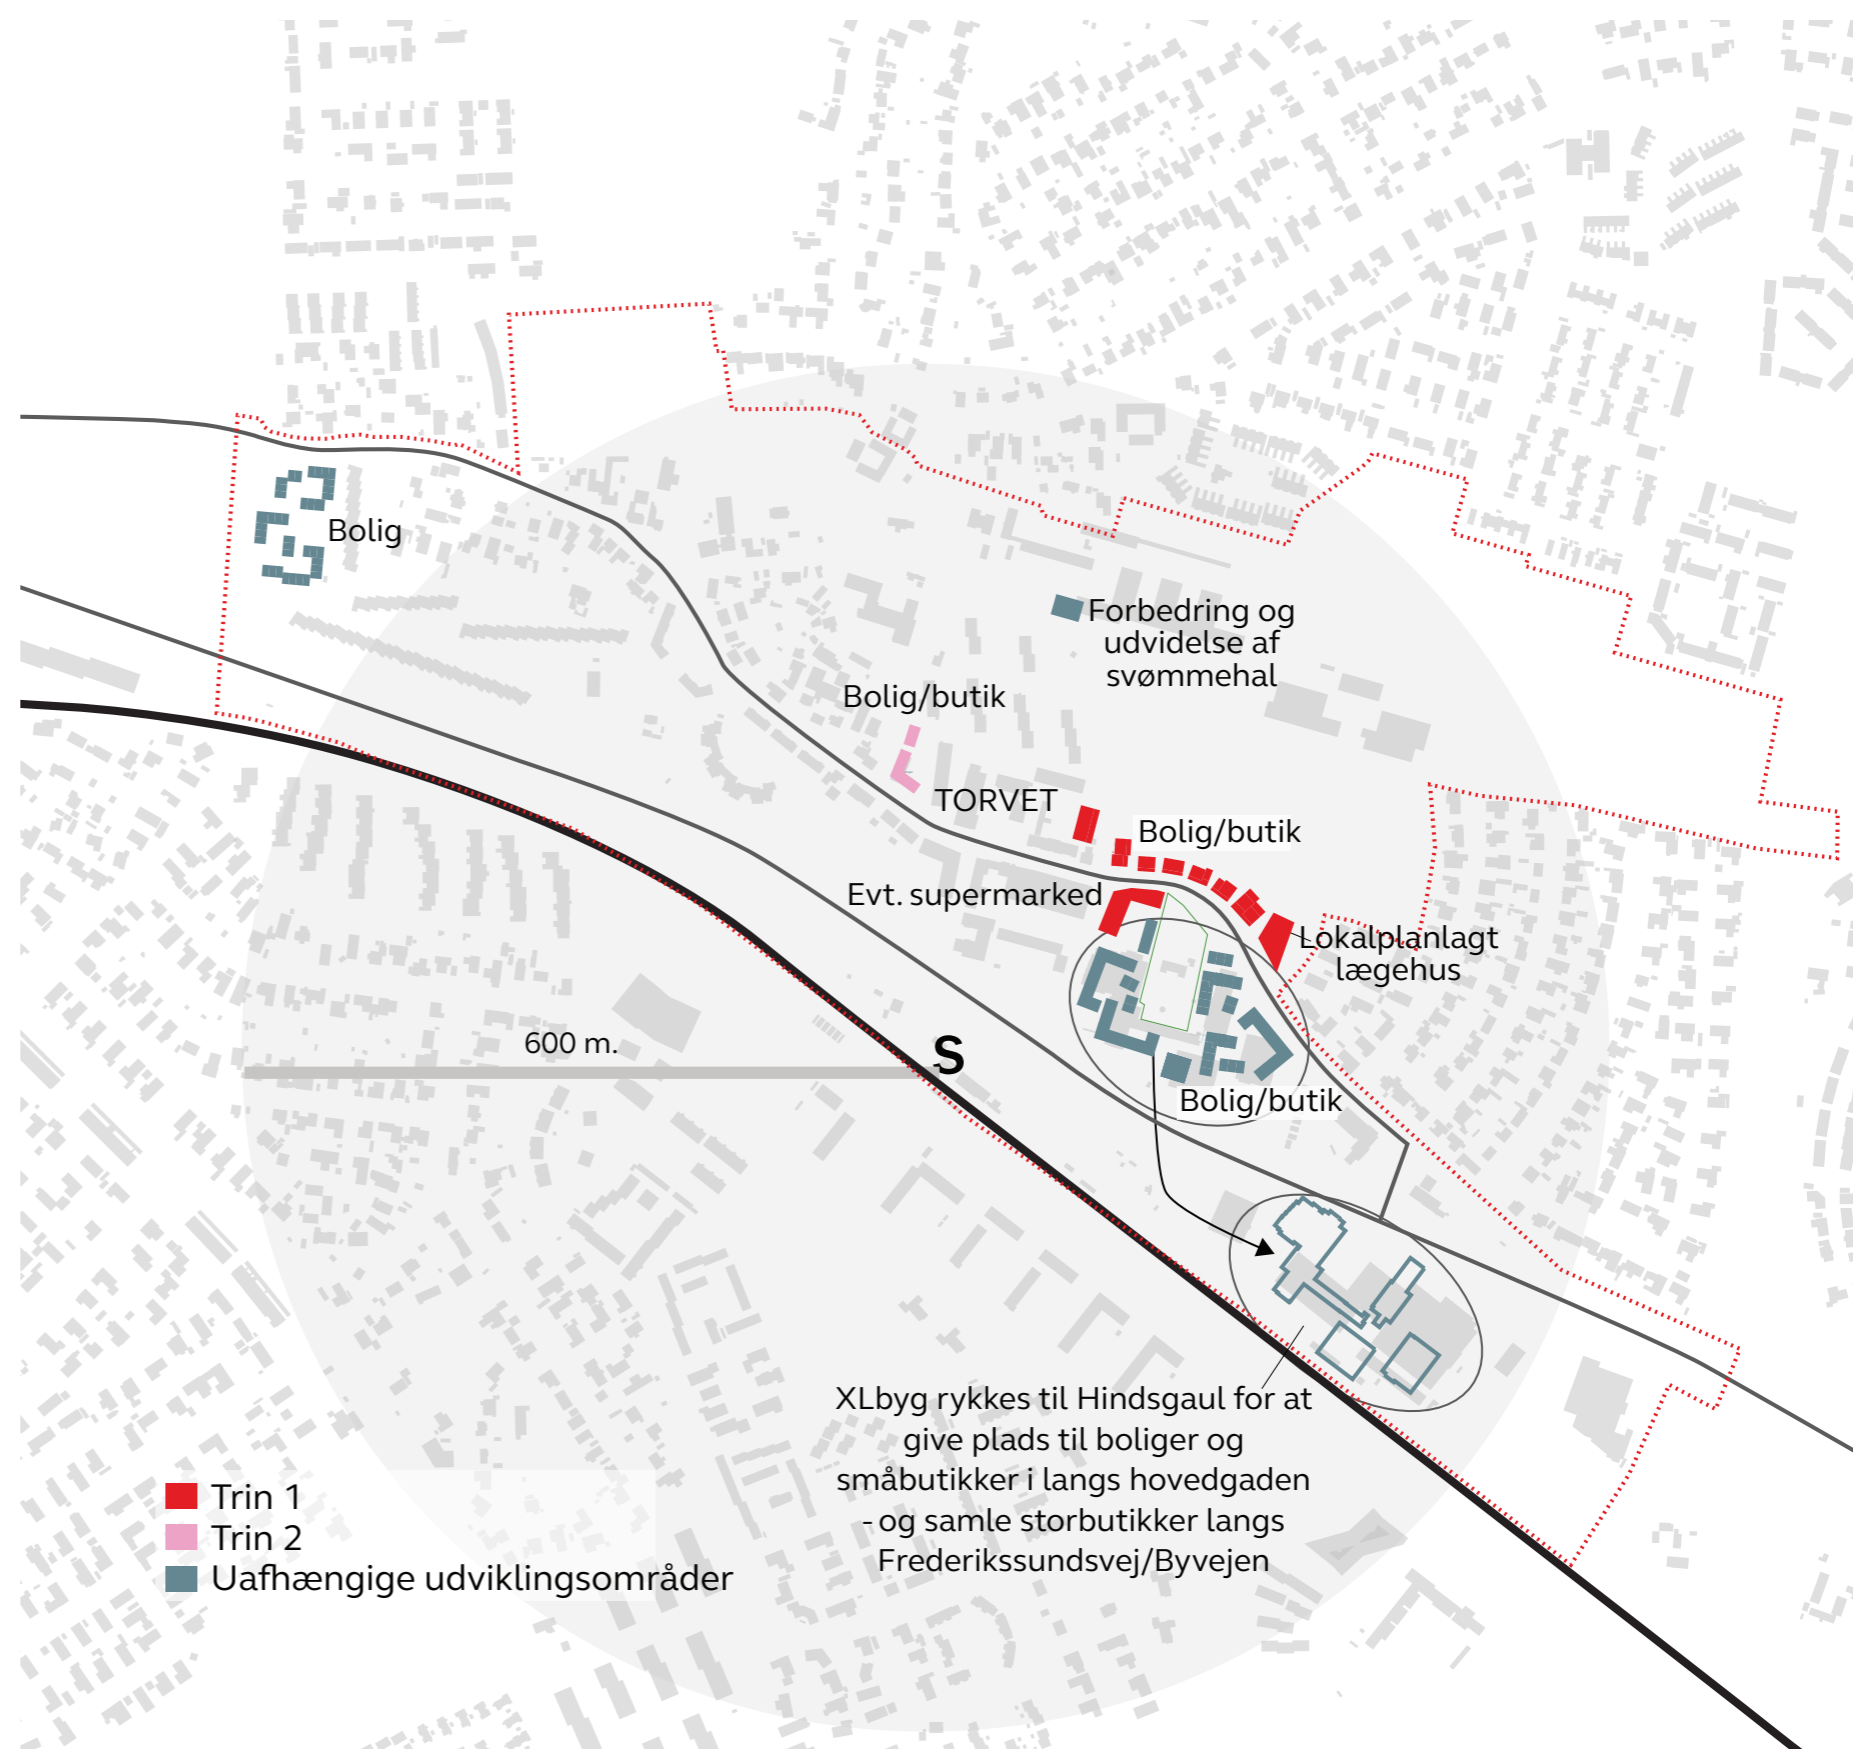 Bolig
Forbedring og
udvidelse af
svømmehal
Bolig/butik
TORVET
Bolig/butik
Evt. supermarked
Lokalplanlagt
lægehus
600 m.
S
Bolig/butik
XLbyg rykkes til Hindsgaul for at
give plads til boliger og
småbutikker i langs hovedgaden
- og samle storbutikker langs
Frederikssundsvej/Byvejen
Trin 1
Trin 2
Uafhængige udviklingsområder